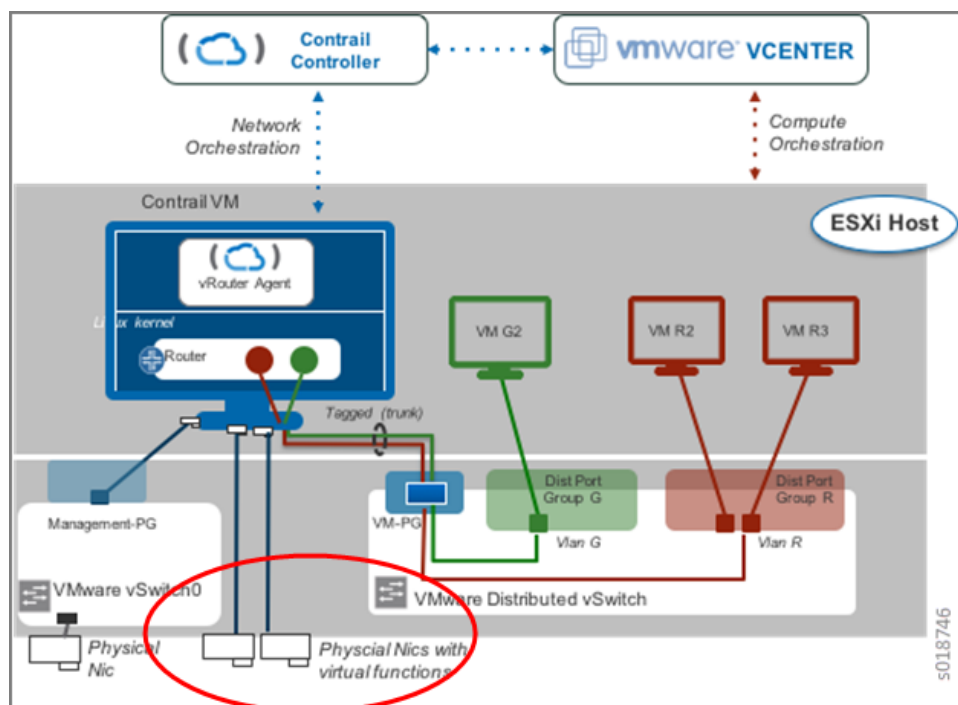 Contrail
Controller
vmware® VCENTER
Network
Orchestration
Compute
Orchestration
Contrail VM
ESXi Host
vRouter Agent
kernel
Router
VM G2
VM R2
VM R3
Tagged (trunk)
Dist Port
Group G
Dist Port
Group R
Management-PG
VM-PG
Vlan G
Vlan R
VMware vSwitch0
VMware Distributed vSwitch
Physical
Nic
Physcial Nics with
virtual functions
s018746